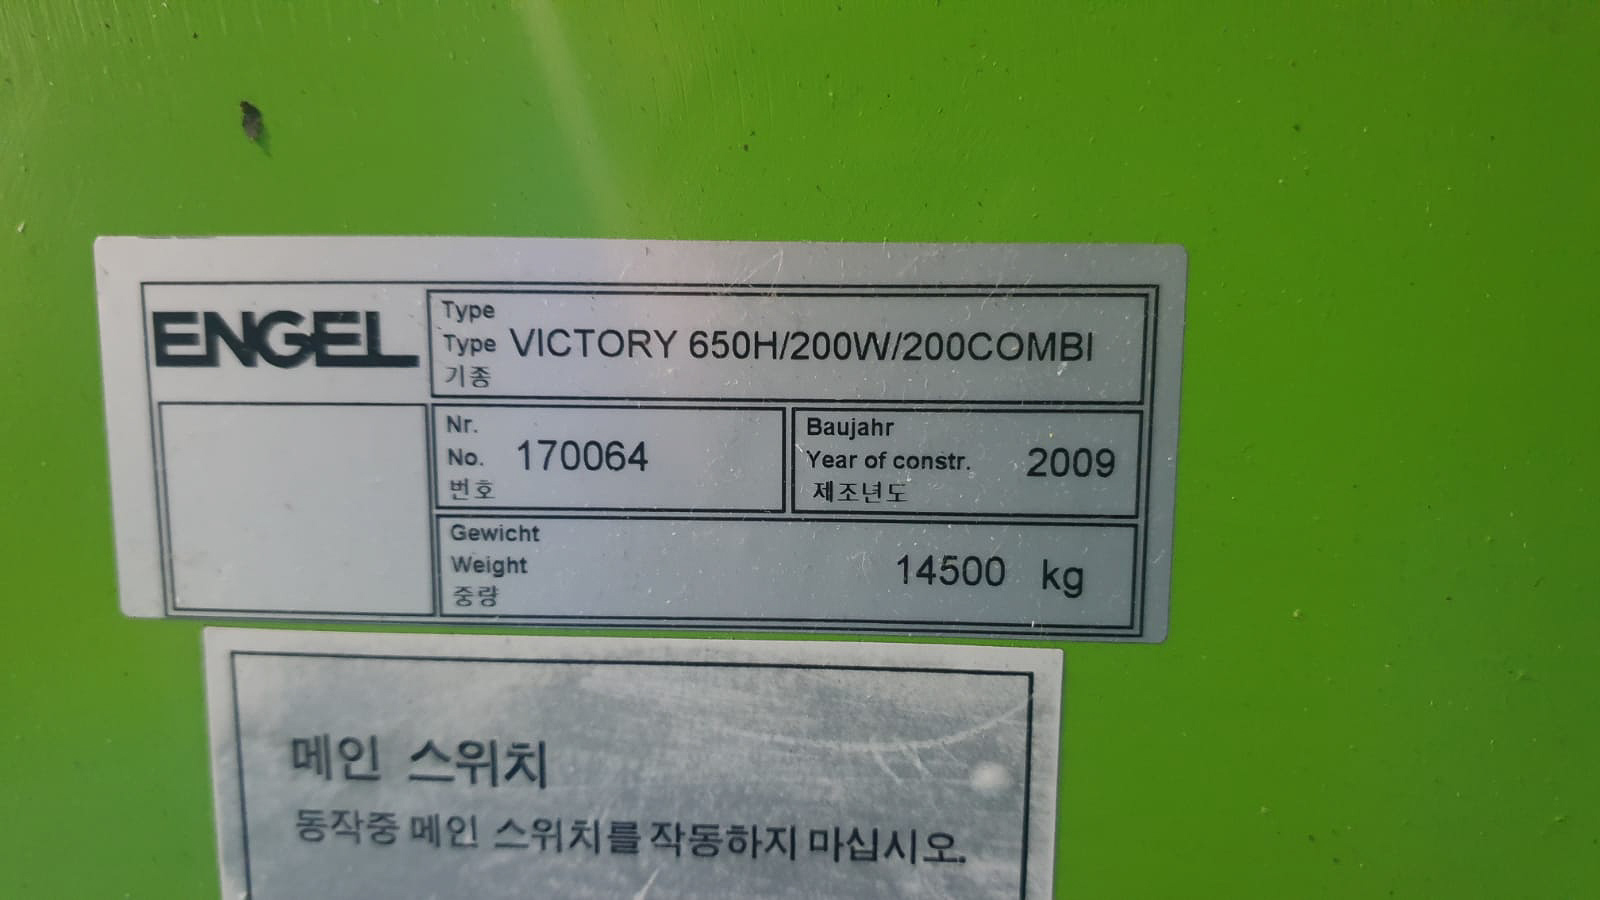 ENGEL
Type
Type VICTORY 650H/200W/200COMBI
기종
Nr.
No. 170064
번호
Baujahr
Year of constr. 2009
제조년도
Gewicht
Weight 14500 kg
중량
메인 스위치
동작중 메인 스위치를 작동하지 마십시오.